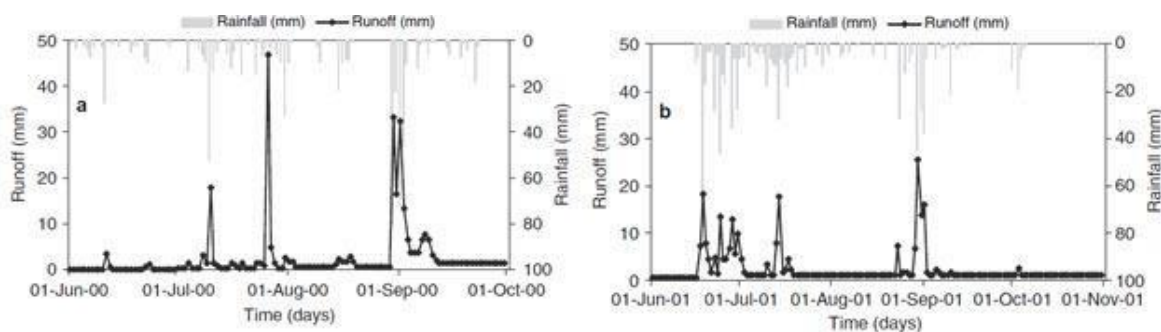 Rainfall (mm) Runoff (mm)
50 0
40 20
30 40
20 60
10 80
0 100
a
Runoff (mm)
Rainfall (mm)
01-Jun-00 01-Jul-00 01-Aug-00 01-Sep-00 01-Oct-00
Time (days)
Rainfall (mm) Runoff (mm)
50 0
40 20
30 40
20 60
10 80
0 100
b
Runoff (mm)
Rainfall (mm)
01-Jun-01 01-Jul-01 01-Aug-01 01-Sep-01 01-Oct-01 01-Nov-01
Time (days)